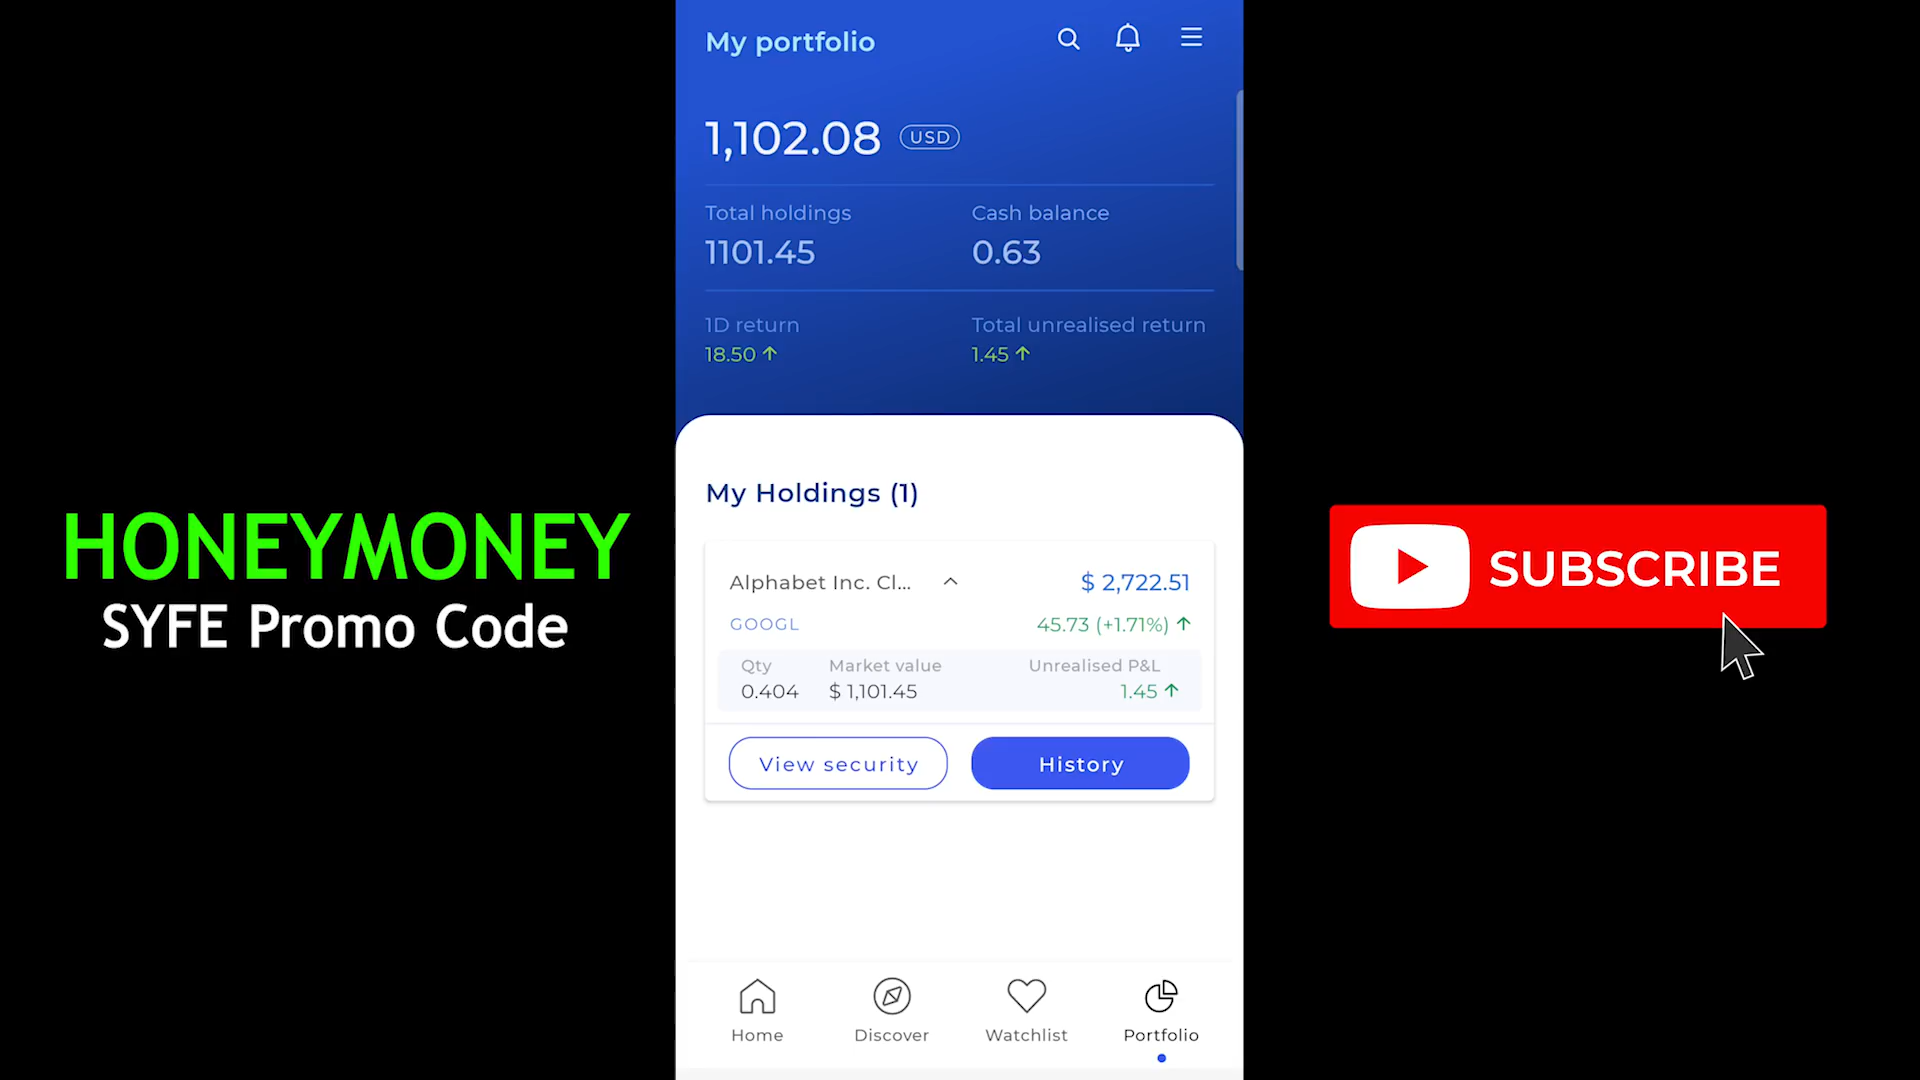 My portfolio
1,102.08 USD
Total holdings
Cash balance
1101.45
0.63
1D return
Total unrealised return
18.50
1.45
My Holdings (1)
Alphabet Inc. Cl...
$ 2,722.51
GOOGL
45.73 (+1.71%)
Qty
Market value
Unrealised P&L
0.404
$ 1,101.45
1.45
View security
History
Home
Discover
Watchlist
Portfolio
HONEYMONEY
SYFE Promo Code
SUBSCRIBE